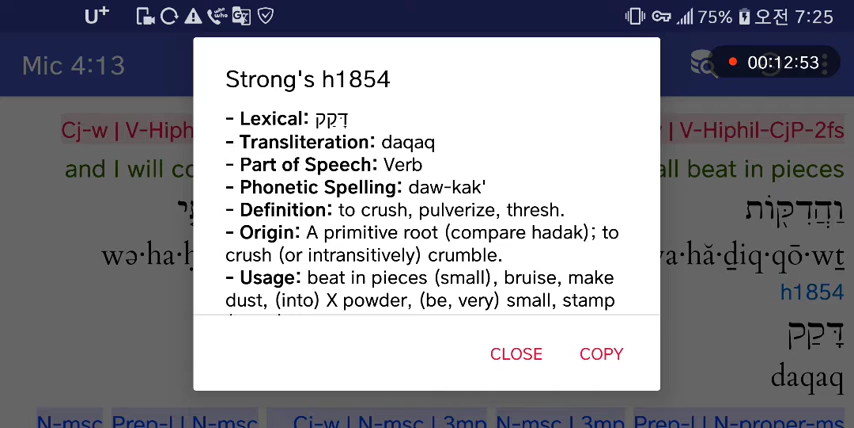 U+ 75% 오전 7:25
Mic 4:13
00:12:53
Strong's h1854
- Lexical: דָּקַק
- Transliteration: daqaq
- Part of Speech: Verb
- Phonetic Spelling: daw-kak'
- Definition: to crush, pulverize, thresh.
- Origin: A primitive root (compare hadak); to
crush (or intransitively) crumble.
- Usage: beat in pieces (small), bruise, make
dust, (into) X powder, (be, very) small, stamp
CLOSE COPY
Cj-w | V-Hiph
| V-Hiphil-CjP-2fs
and I will co
all beat in pieces
וַהֲדִקּ֖וֹת
wə·ha·
a·hă·ḏiq·qō·wṯ
h1854
דָּקַק
daqaq
N-msc Prep-l | N-msc Cj-w | N-msc | 3mp N-msc | 3mp Prep-l | N-proper-ms